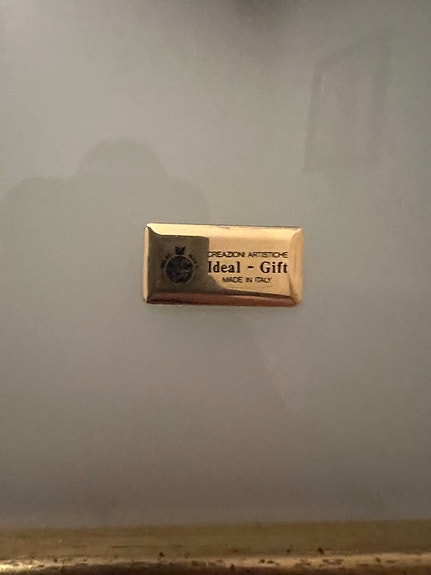 CREAZIONI ARTISTICHE
Ideal - Gift
MADE IN ITALY